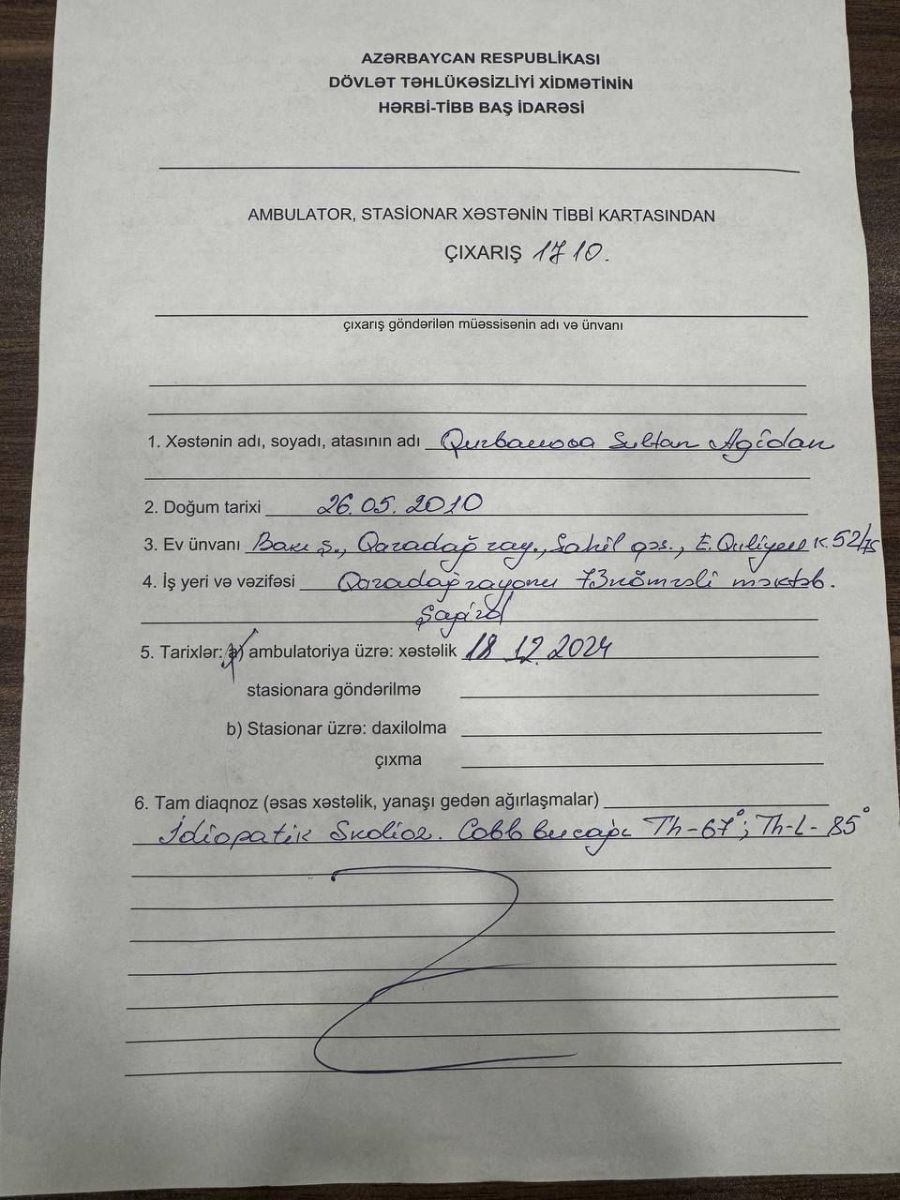 AZƏRBAYCAN RESPUBLİKASI
DÖVLƏT TƏHLÜKƏSİZLİYİ XİDMƏTİNİN
HƏRBİ-TİBB BAŞ İDARƏSİ
AMBULATOR, STASİONAR XƏSTƏNİN TİBBİ KARTASINDAN
ÇIXARIŞ 1710.
çıxarış göndərilən müəssisənin adı və ünvanı
1. Xəstənin adı, soyadı, atasının adı Qurbanova Sultan
2. Doğum tarixi 26.05.2010
3. Ev ünvanı Bakı ş., Qaradağ ray., Sahil qəs., E.Quliyev k. 52/75
4. İş yeri və vəzifəsi Qaradağ rayonu 73 nömrəli məktəb.
Şagird
5. Tarixlər: a) ambulatoriya üzrə: xəstəlik 18.12.2024
stasionara göndərilmə
b) Stasionar üzrə: daxilolma
çıxma
6. Tam diaqnoz (əsas xəstəlik, yanaşı gedən ağırlaşmalar)
İdiopatik Skolioz. Cobb bucağı Th-67°; Th-L-85°